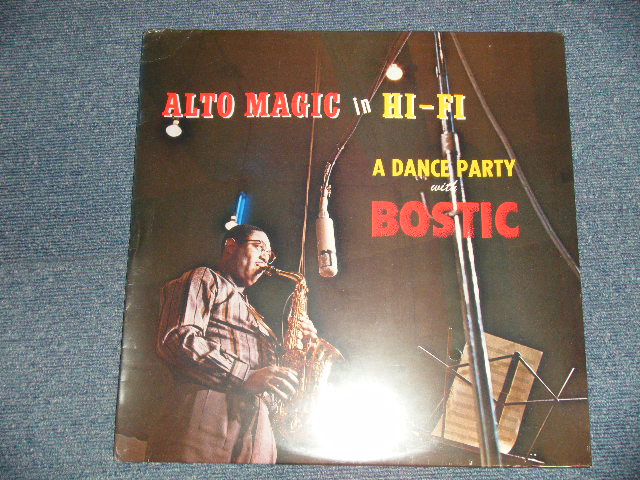 ALTO MAGIC in HI-FI
A DANCE PARTY
with
BOSTIC